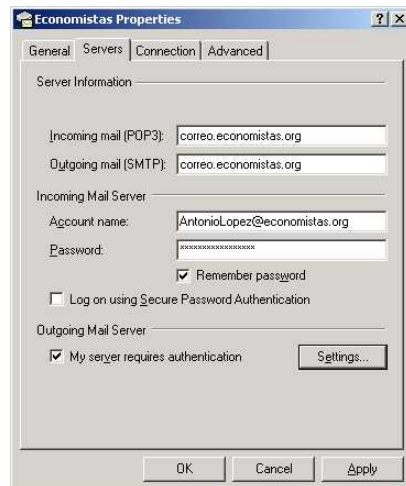 Economistas Properties
General Servers Connection Advanced
Server Information
Incoming mail (POP3): correo.economistas.org
Outgoing mail (SMTP): correo.economistas.org
Incoming Mail Server
Account name: AntonioLopez@economistas.org
Password: ****************
Remember password
Log on using Secure Password Authentication
Outgoing Mail Server
My server requires authentication Settings...
OK Cancel Apply